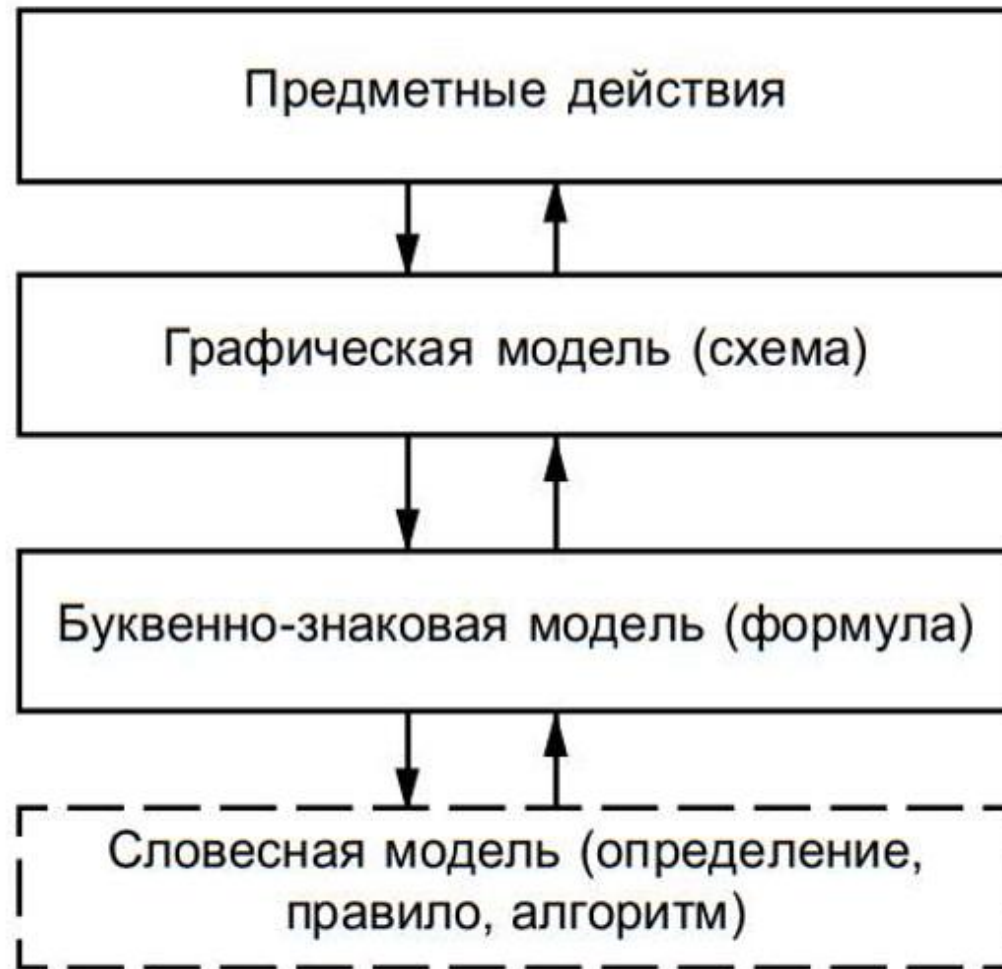 Предметные действия
Графическая модель (схема)
Буквенно-знаковая модель (формула)
Словесная модель (определение,
правило, алгоритм)